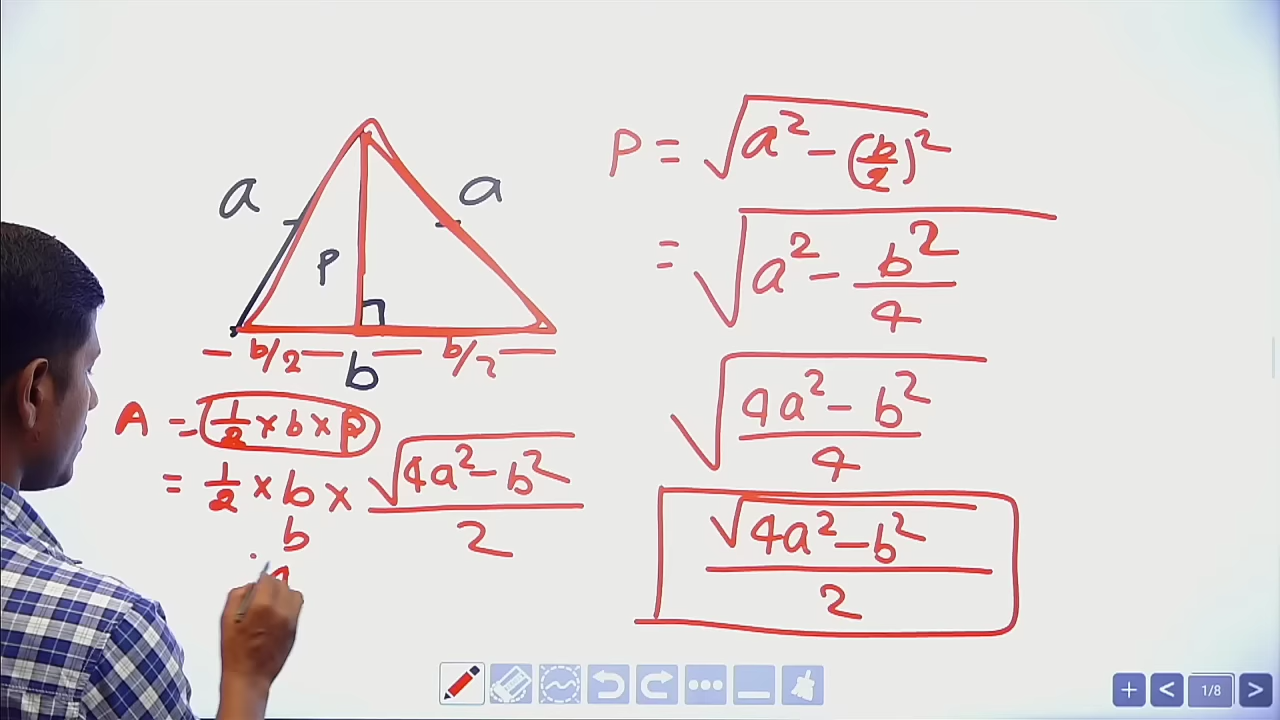 a
a
P
b/2 b/2
b
A = 1/2 × b × p
= 1/2 × b × √(4a² - b²)/2
b
4
P = √(a² - (b/2)²)
= √(a² - b²/4)
√((4a² - b²)/4)
√(4a² - b²)/2
1/8